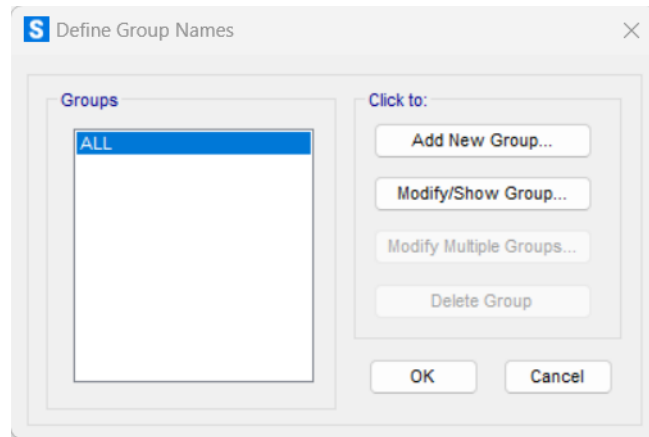 S Define Group Names
Groups
ALL
Click to:
Add New Group...
Modify/Show Group...
Modify Multiple Groups...
Delete Group
OK
Cancel